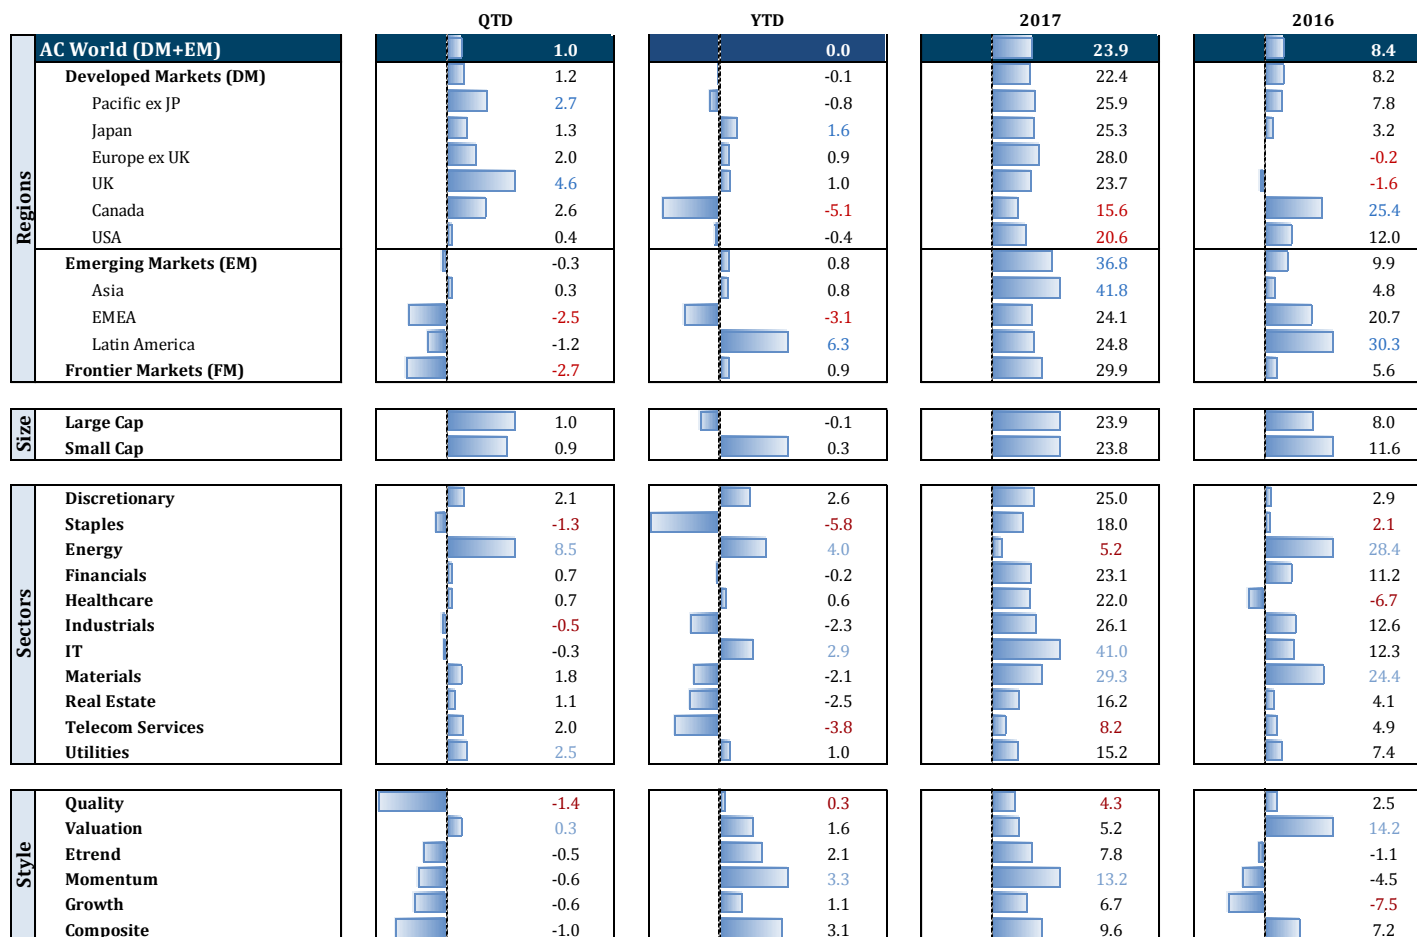 QTD YTD 2017 2016
Regions
AC World (DM+EM) 1.0 0.0 23.9 8.4
Developed Markets (DM) 1.2 -0.1 22.4 8.2
Pacific ex JP 2.7 -0.8 25.9 7.8
Japan 1.3 1.6 25.3 3.2
Europe ex UK 2.0 0.9 28.0 -0.2
UK 4.6 1.0 23.7 -1.6
Canada 2.6 -5.1 15.6 25.4
USA 0.4 -0.4 20.6 12.0
Emerging Markets (EM) -0.3 0.8 36.8 9.9
Asia 0.3 0.8 41.8 4.8
EMEA -2.5 -3.1 24.1 20.7
Latin America -1.2 6.3 24.8 30.3
Frontier Markets (FM) -2.7 0.9 29.9 5.6
Size
Large Cap 1.0 -0.1 23.9 8.0
Small Cap 0.9 0.3 23.8 11.6
Sectors
Discretionary 2.1 2.6 25.0 2.9
Staples -1.3 -5.8 18.0 2.1
Energy 8.5 4.0 5.2 28.4
Financials 0.7 -0.2 23.1 11.2
Healthcare 0.7 0.6 22.0 -6.7
Industrials -0.5 -2.3 26.1 12.6
IT -0.3 2.9 41.0 12.3
Materials 1.8 -2.1 29.3 24.4
Real Estate 1.1 -2.5 16.2 4.1
Telecom Services 2.0 -3.8 8.2 4.9
Utilities 2.5 1.0 15.2 7.4
Style
Quality -1.4 0.3 4.3 2.5
Valuation 0.3 1.6 5.2 14.2
Etrend -0.5 2.1 7.8 -1.1
Momentum -0.6 3.3 13.2 -4.5
Growth -0.6 1.1 6.7 -7.5
Composite -1.0 3.1 9.6 7.2